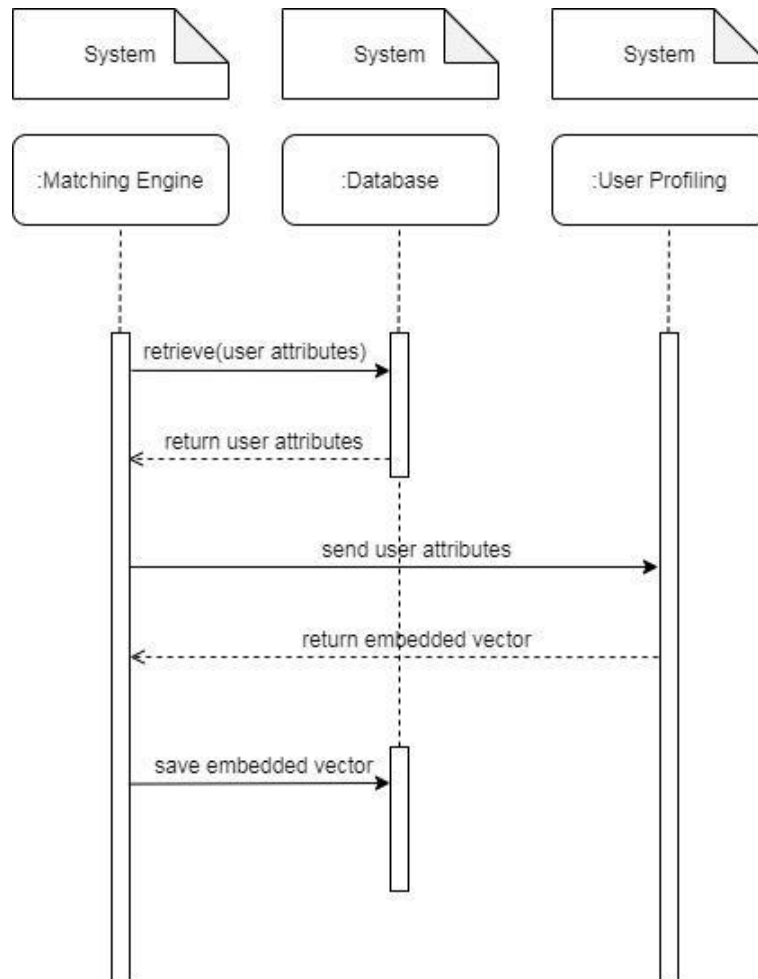 System
System
System
:Matching Engine
:Database
:User Profiling
retrieve(user attributes)
return user attributes
send user attributes
return embedded vector
save embedded vector